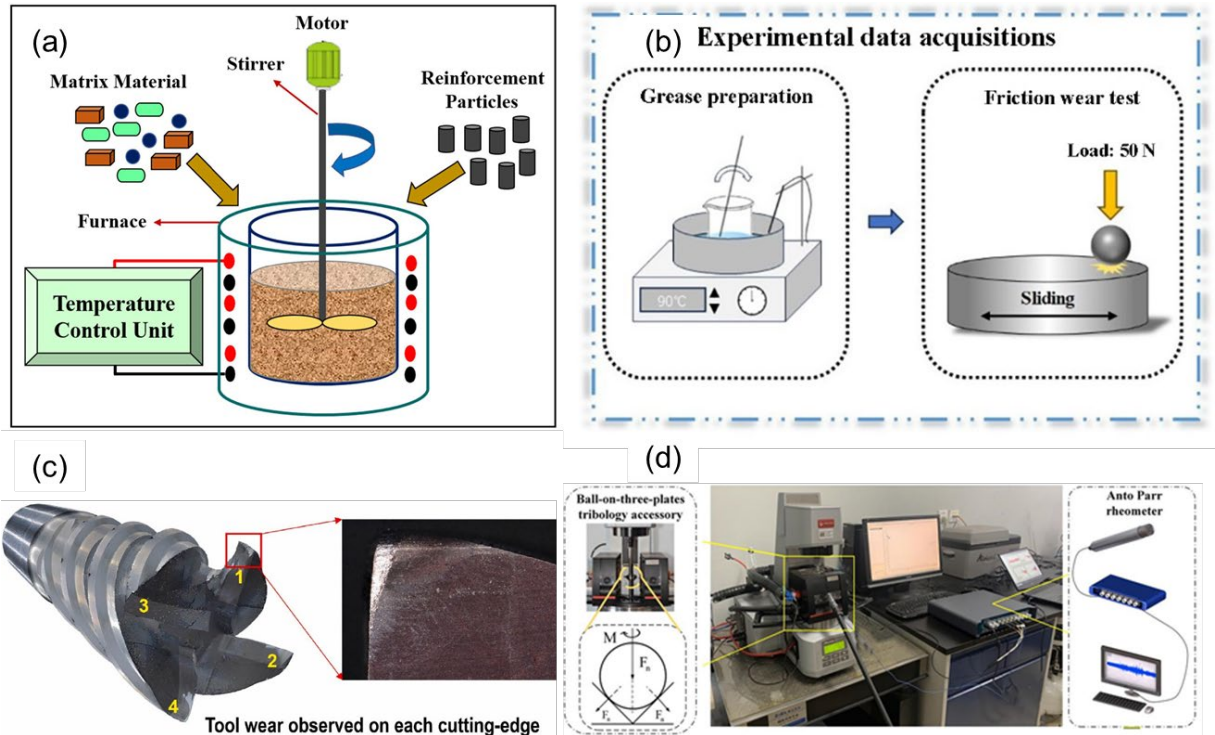 (a)
Motor
Stirrer
Matrix Material
Reinforcement
Particles
Furnace
Temperature
Control Unit
(b) Experimental data acquisitions
Grease preparation
90℃
Friction wear test
Load: 50 N
Sliding
(c)
1
2
3
4
Tool wear observed on each cutting-edge
(d)
Ball-on-three-plates
tribology accessory
M
Fn
Fn Fn
Anto Parr
rheometer